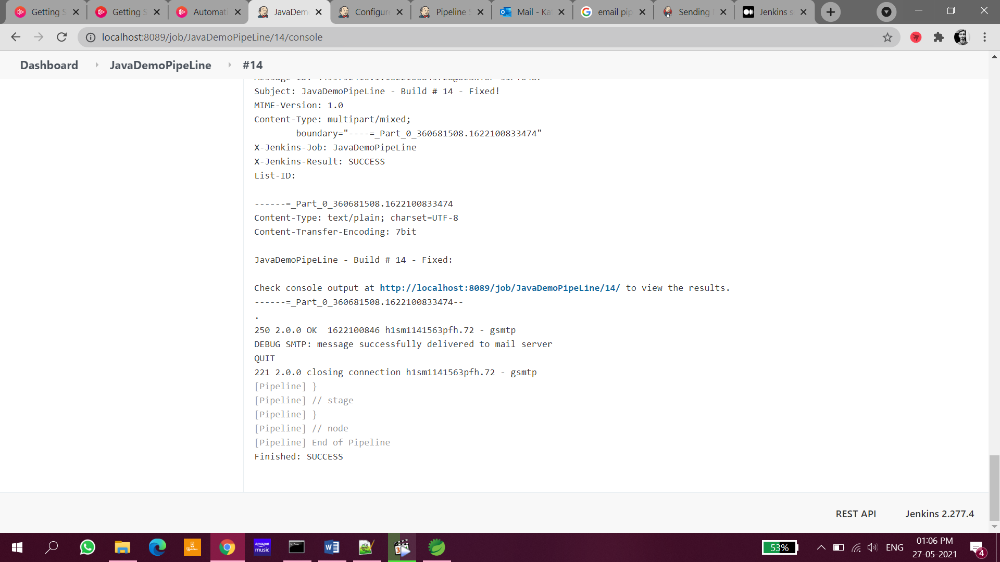 Getting S
Getting S
Automati
JavaDem
Configure
Pipeline S
Mail - Ka
email pip
Sending
Jenkins se
localhost:8089/job/JavaDemoPipeLine/14/console
Dashboard JavaDemoPipeLine #14
Subject: JavaDemoPipeLine - Build # 14 - Fixed!
MIME-Version: 1.0
Content-Type: multipart/mixed;
boundary="----=_Part_0_360681508.1622100833474"
X-Jenkins-Job: JavaDemoPipeLine
X-Jenkins-Result: SUCCESS
List-ID:
------=_Part_0_360681508.1622100833474
Content-Type: text/plain; charset=UTF-8
Content-Transfer-Encoding: 7bit
JavaDemoPipeLine - Build # 14 - Fixed:
Check console output at http://localhost:8089/job/JavaDemoPipeLine/14/ to view the results.
------=_Part_0_360681508.1622100833474--
.
250 2.0.0 OK  1622100846 h1sm1141563pfh.72 - gsmtp
DEBUG SMTP: message successfully delivered to mail server
QUIT
221 2.0.0 closing connection h1sm1141563pfh.72 - gsmtp
[Pipeline] }
[Pipeline] // stage
[Pipeline] }
[Pipeline] // node
[Pipeline] End of Pipeline
Finished: SUCCESS
REST API Jenkins 2.277.4
amazon music
53%
ENG
01:06 PM
27-05-2021
4